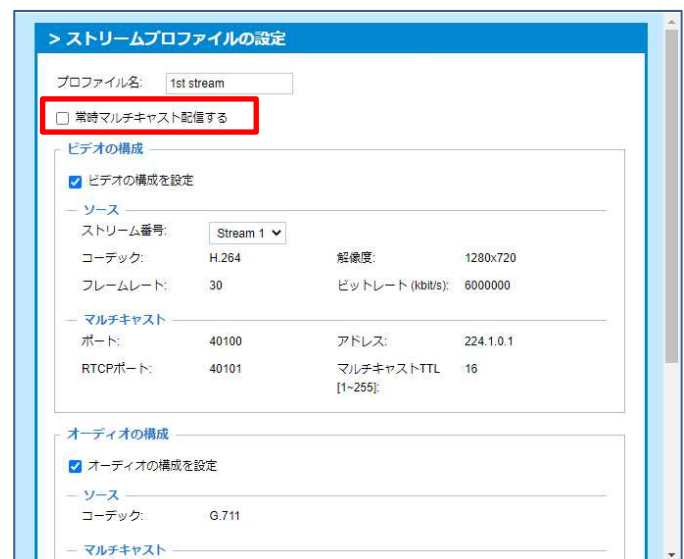 > ストリームプロファイルの設定
プロファイル名: 1st stream
常時マルチキャスト配信する
ビデオの構成
ビデオの構成を設定
ソース
ストリーム番号: Stream 1
コーデック: H.264 解像度: 1280x720
フレームレート: 30 ビットレート (kbit/s): 6000000
マルチキャスト
ポート: 40100 アドレス: 224.1.0.1
RTCPポート: 40101 マルチキャストTTL 16
[1~255]:
オーディオの構成
オーディオの構成を設定
ソース
コーデック: G.711
マルチキャスト